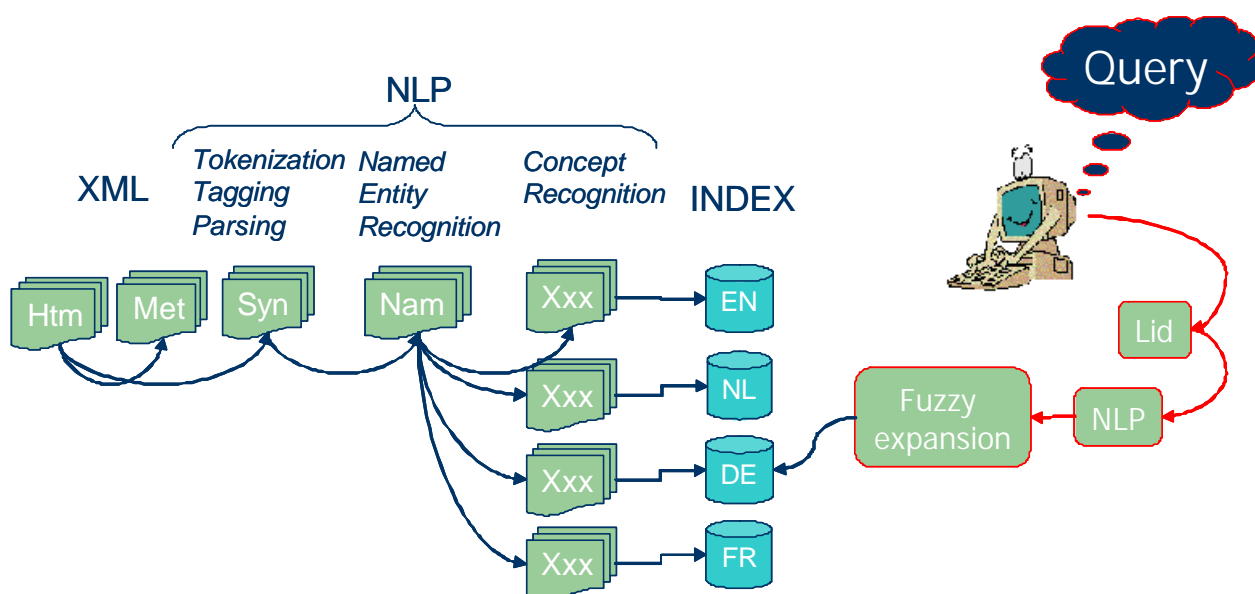 Query
NLP
XML
Tokenization
Tagging
Parsing
Named
Entity
Recognition
Concept
Recognition
INDEX
Htm
Met
Syn
Nam
Xxx
EN
Lid
Xxx
NL
Fuzzy
expansion
NLP
Xxx
DE
Xxx
FR